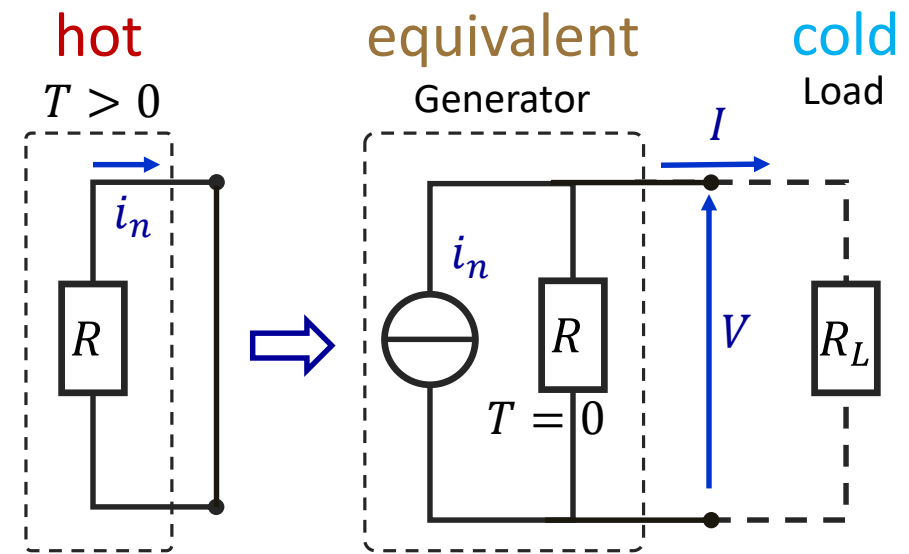 hot
T > 0
i_n
R
equivalent
Generator
i_n
R
T = 0
I
V
cold
Load
R_L